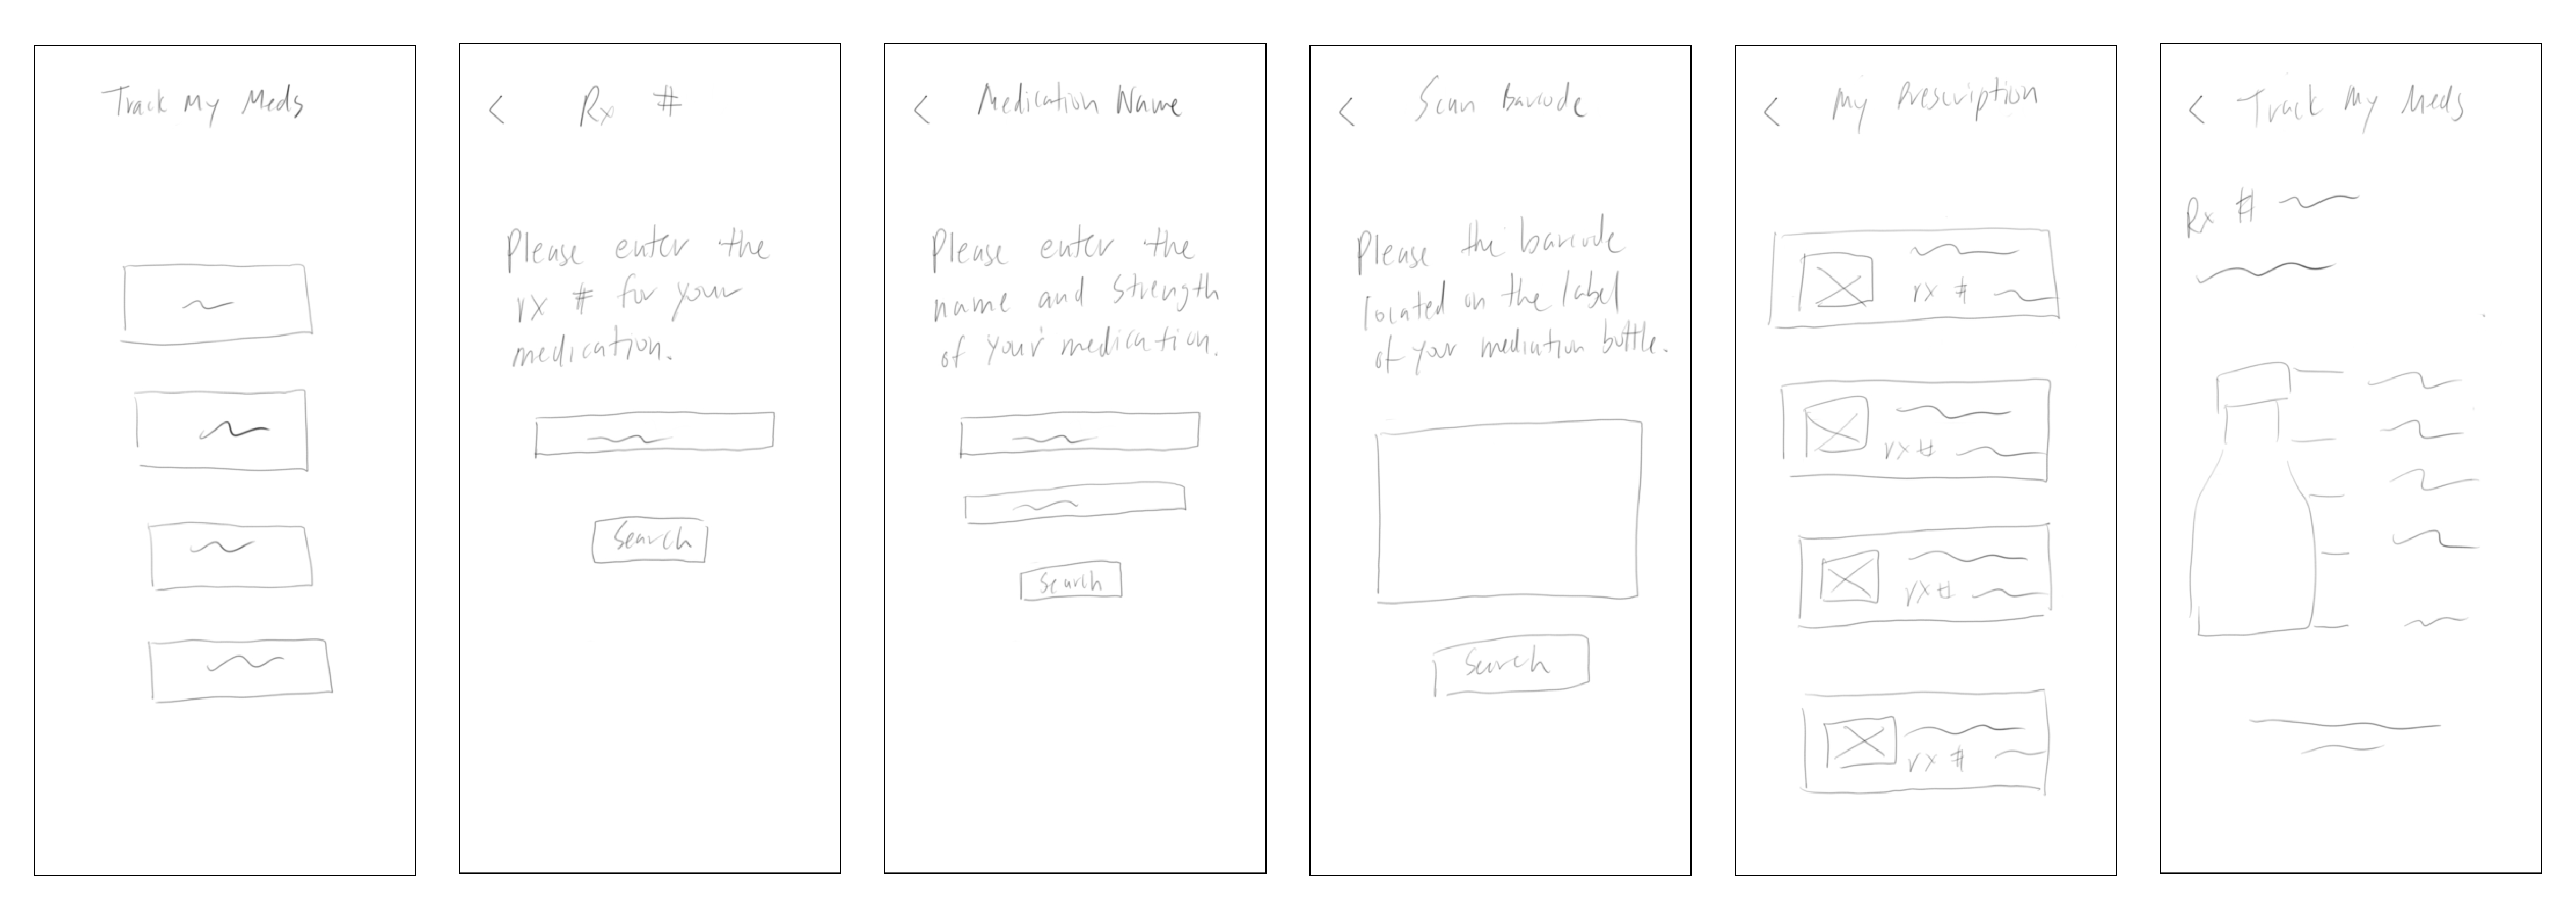 Track My Meds
< Rx #
Please enter the
rx # for your
medication.
Search
< Medication Name
Please enter the
name and strength
of your medication.
Search
< Scan Barcode
Please the barcode
located on the label
of your medication bottle.
Search
< My Prescription
rx #
rx #
rx #
rx #
< Track My Meds
Rx #